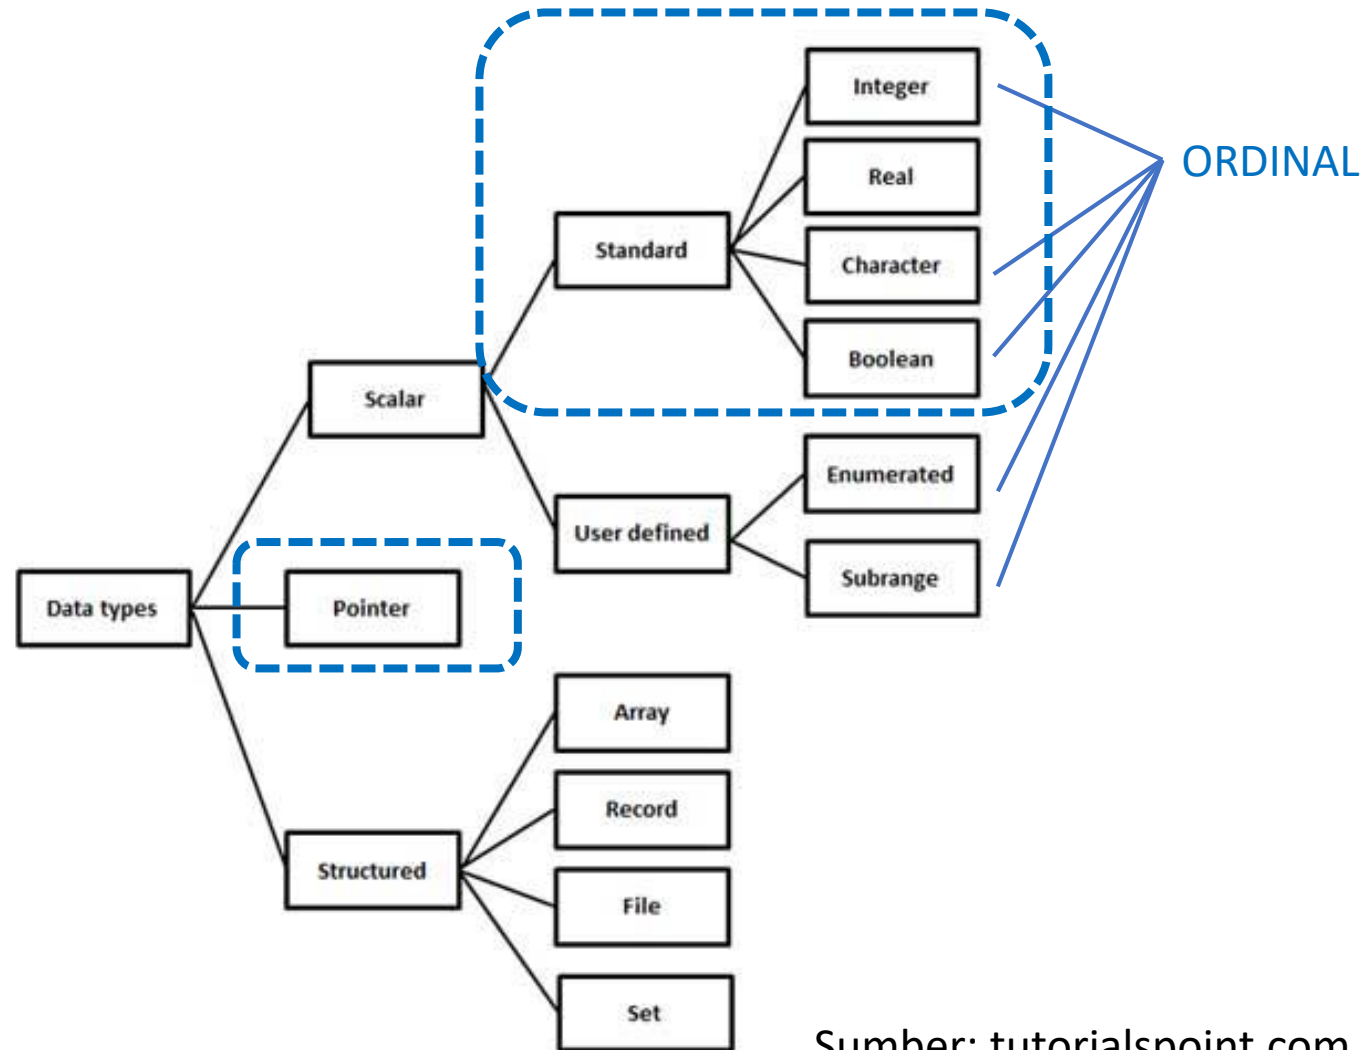 Integer
ORDINAL
Real
Standard
Character
Boolean
Scalar
Enumerated
User defined
Subrange
Data types
Pointer
Array
Record
Structured
File
Set
Sumber: tutorialspoint.com